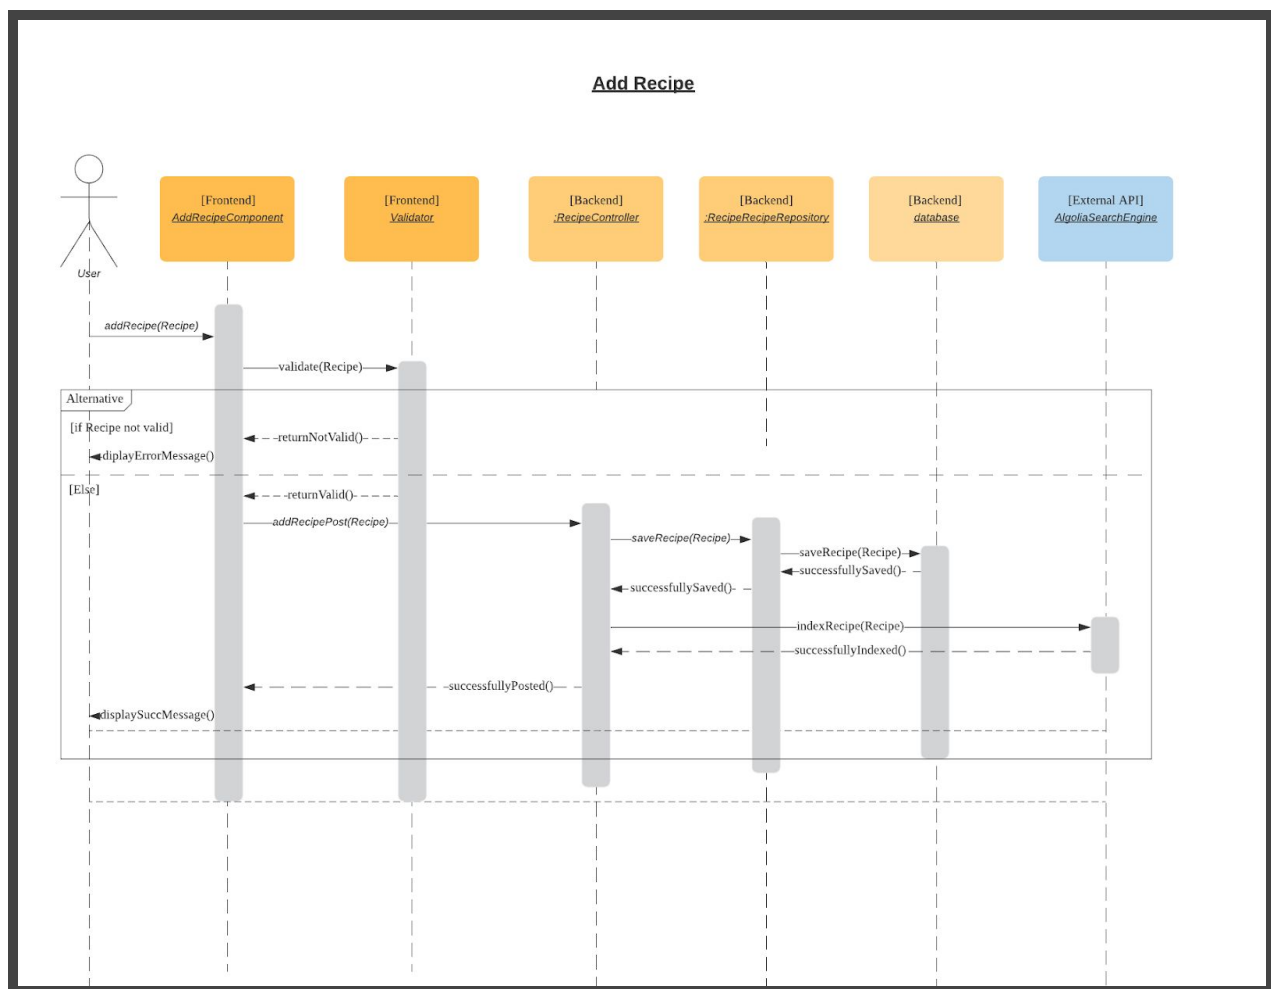 Add Recipe
[Frontend]
AddRecipeComponent
[Frontend]
Validator
[Backend]
:RecipeController
[Backend]
:RecipeRecipeRepository
[Backend]
database
[External API]
AlgoliaSearchEngine
User
addRecipe(Recipe)
validate(Recipe)
Alternative
[if Recipe not valid]
returnNotValid()
diplayErrorMessage()
[Else]
returnValid()
addRecipePost(Recipe)
saveRecipe(Recipe)
saveRecipe(Recipe)
successfullySaved()
successfullySaved()
indexRecipe(Recipe)
successfullyIndexed()
successfullyPosted()
displaySuccMessage()